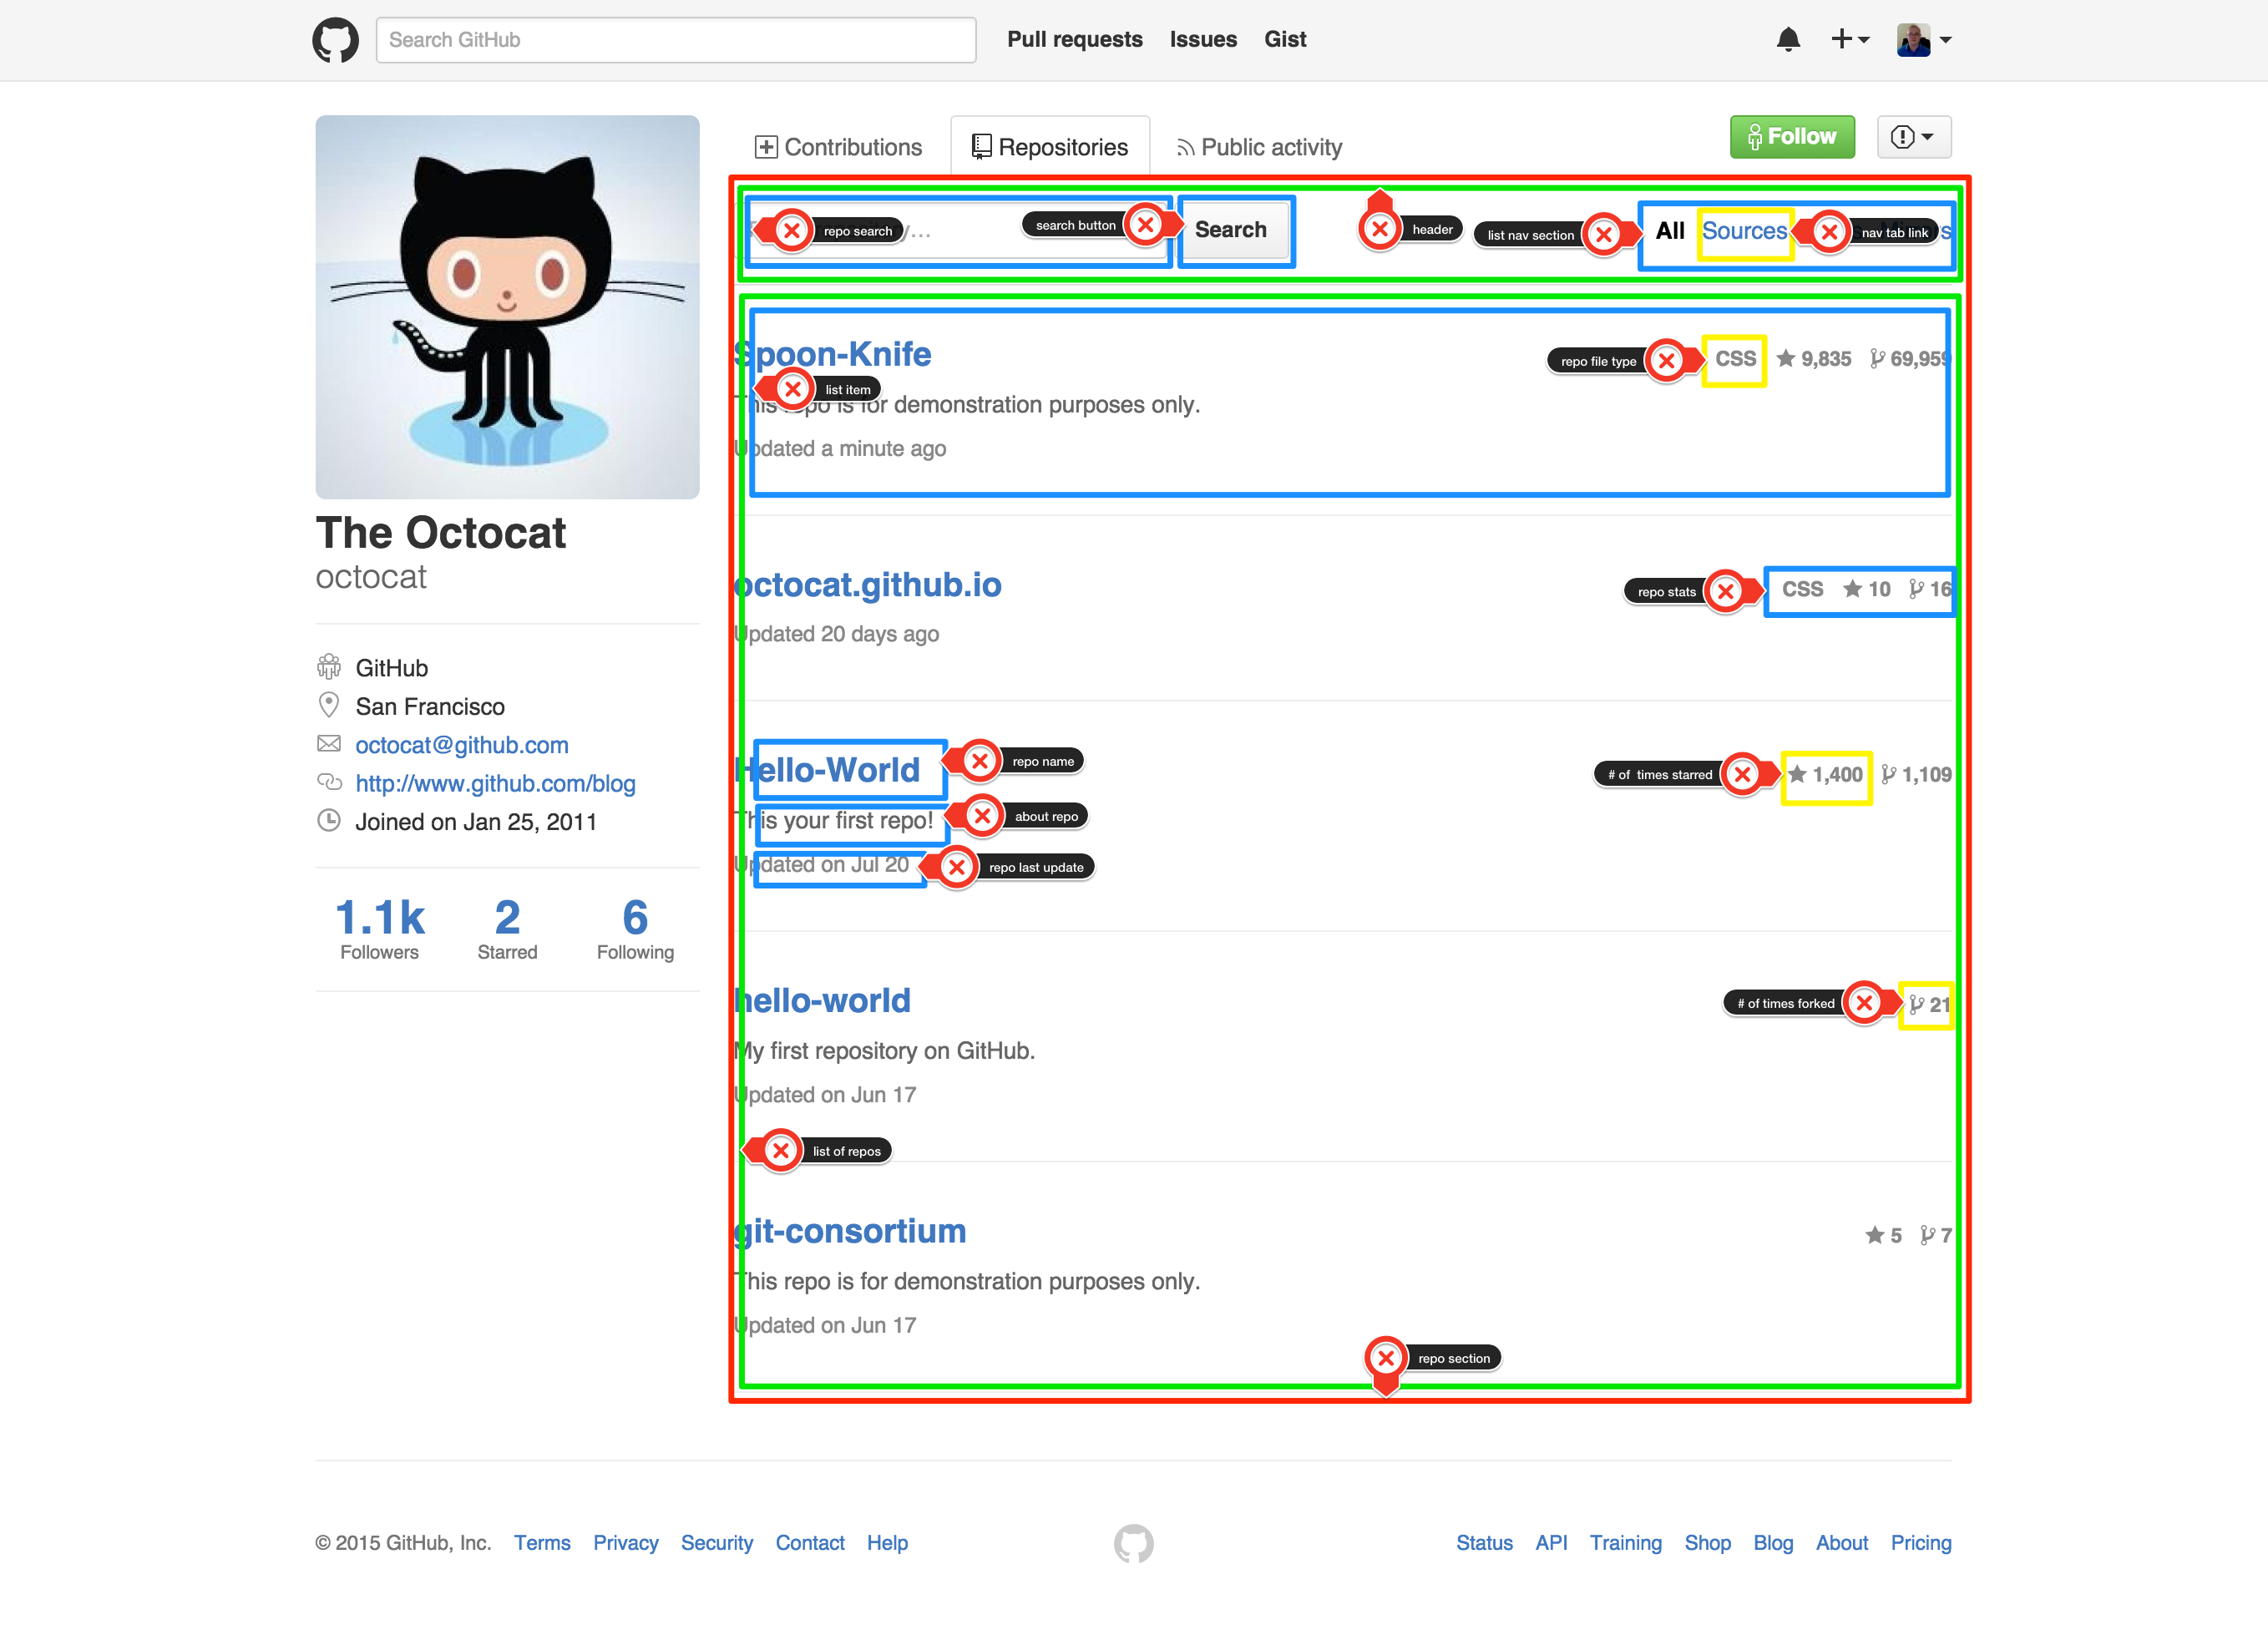 Search GitHub
Pull requests Issues Gist
Contributions Repositories Public activity
Follow
repo search
search button
Search
header
list nav section
All Sources
nav tab link
Spoon-Knife
list item
This repo is for demonstration purposes only.
Updated a minute ago
repo file type
CSS 9,835 69,959
The Octocat
octocat
octocat.github.io
Updated 20 days ago
repo stats
CSS 10 16
GitHub
San Francisco
octocat@github.com
http://www.github.com/blog
Joined on Jan 25, 2011
1.1k 2 6
Followers Starred Following
Hello-World
repo name
This your first repo!
about repo
Updated on Jul 20
repo last update
# of times starred
1,400 1,109
hello-world
My first repository on GitHub.
Updated on Jun 17
# of times forked
21
list of repos
git-consortium
This repo is for demonstration purposes only.
Updated on Jun 17
5 7
repo section
© 2015 GitHub, Inc. Terms Privacy Security Contact Help
Status API Training Shop Blog About Pricing